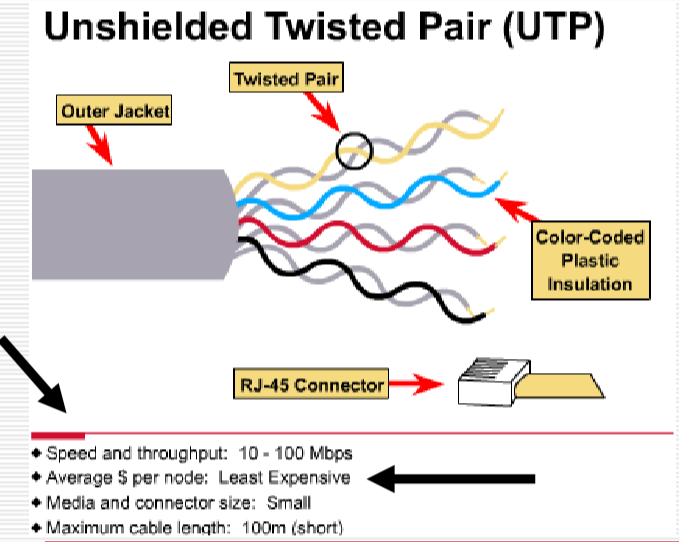 Unshielded Twisted Pair (UTP)
Twisted Pair
Outer Jacket
Color-Coded
Plastic
Insulation
RJ-45 Connector
◆ Speed and throughput: 10 - 100 Mbps
◆ Average $ per node: Least Expensive
◆ Media and connector size: Small
◆ Maximum cable length: 100m (short)